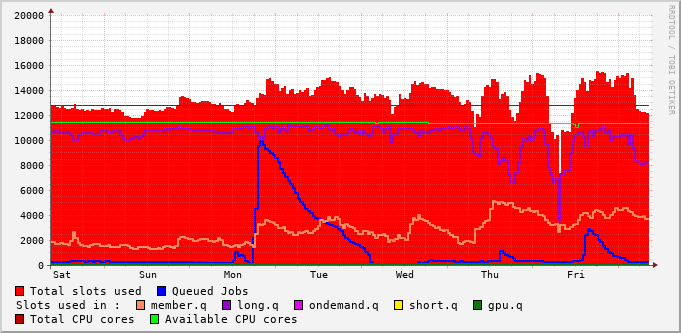 20000
18000
16000
14000
12000
10000
8000
6000
4000
2000
0
Sat Sun Mon Tue Wed Thu Fri
Total slots used Queued Jobs
Slots used in : member.q long.q ondemand.q short.q gpu.q
Total CPU cores Available CPU cores
RRDTOOL / TOBI OETIKER